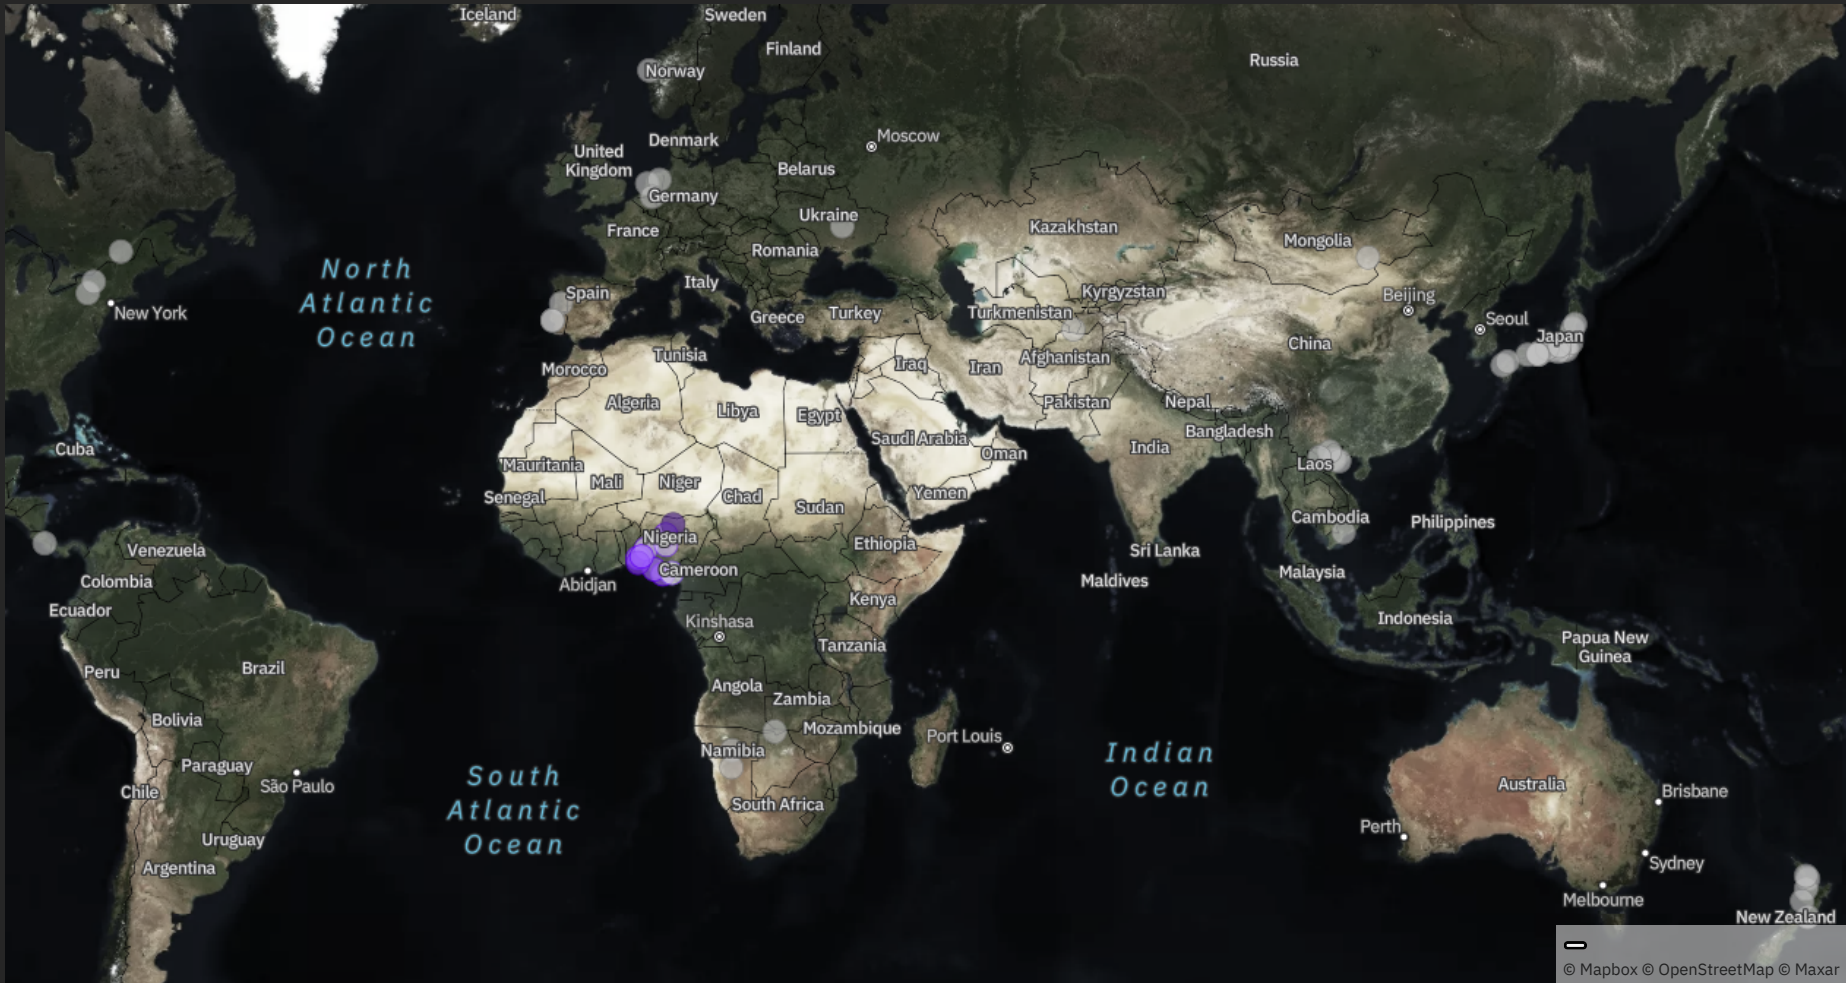 Iceland
Sweden
Finland
Norway
Russia
Moscow
Denmark
United
Kingdom
Belarus
Germany
Ukraine
France
Kazakhstan
Mongolia
Romania
North
Atlantic
Ocean
Italy
Spain
Kyrgyzstan
Beijing
New York
Greece
Turkey
Turkmenistan
Seoul
Japan
China
Tunisia
Morocco
Iraq
Iran
Afghanistan
Algeria
Libya
Egypt
Pakistan
Nepal
Saudi Arabia
Bangladesh
Cuba
India
Oman
Mauritania
Laos
Mali
Niger
Chad
Yemen
Senegal
Sudan
Cambodia
Philippines
Nigeria
Ethiopia
Venezuela
Sri Lanka
Cameroon
Malaysia
Colombia
Abidjan
Maldives
Kenya
Ecuador
Kinshasa
Indonesia
Papua New
Guinea
Tanzania
Brazil
Peru
Angola
Zambia
Bolivia
Mozambique
Port Louis
Namibia
Indian
Ocean
Paraguay
South
Atlantic
Ocean
São Paulo
Chile
South Africa
Australia
Brisbane
Perth
Uruguay
Sydney
Argentina
Melbourne
New Zealand
© Mapbox © OpenStreetMap © Maxar